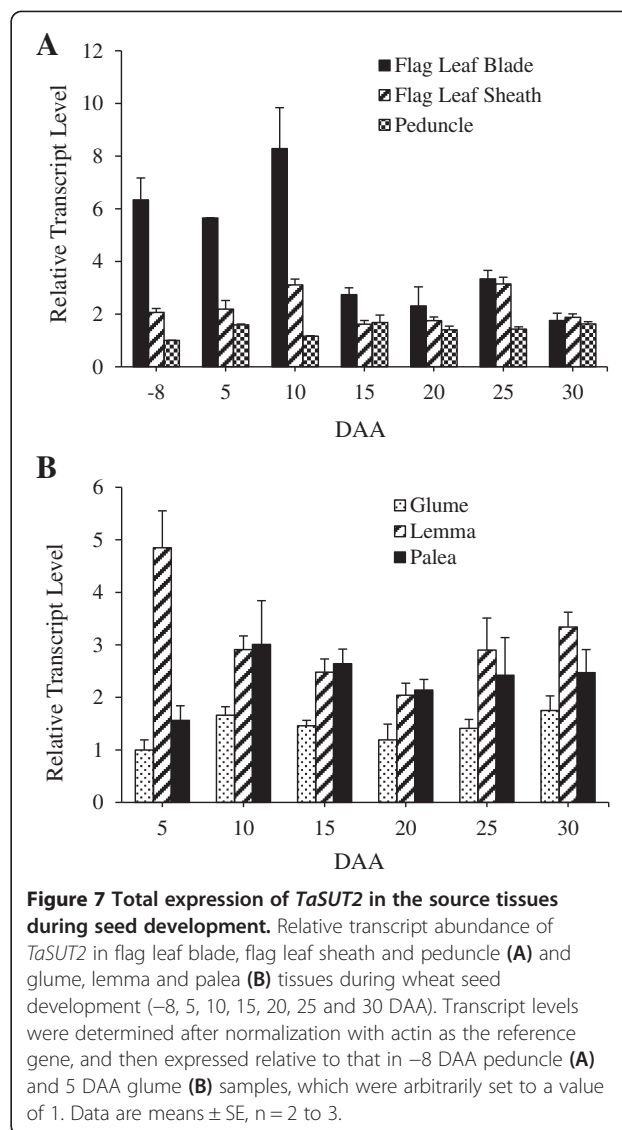 A
12
10
8
6
4
2
0
Relative Transcript Level
Flag Leaf Blade
Flag Leaf Sheath
Peduncle
-8 5 10 15 20 25 30
DAA
B
6
5
4
3
2
1
0
Relative Transcript Level
Glume
Lemma
Palea
5 10 15 20 25 30
DAA
Figure 7 Total expression of TaSUT2 in the source tissues
during seed development. Relative transcript abundance of
TaSUT2 in flag leaf blade, flag leaf sheath and peduncle (A) and
glume, lemma and palea (B) tissues during wheat seed
development (−8, 5, 10, 15, 20, 25 and 30 DAA). Transcript levels
were determined after normalization with actin as the reference
gene, and then expressed relative to that in −8 DAA peduncle (A)
and 5 DAA glume (B) samples, which were arbitrarily set to a value
of 1. Data are means ± SE, n = 2 to 3.